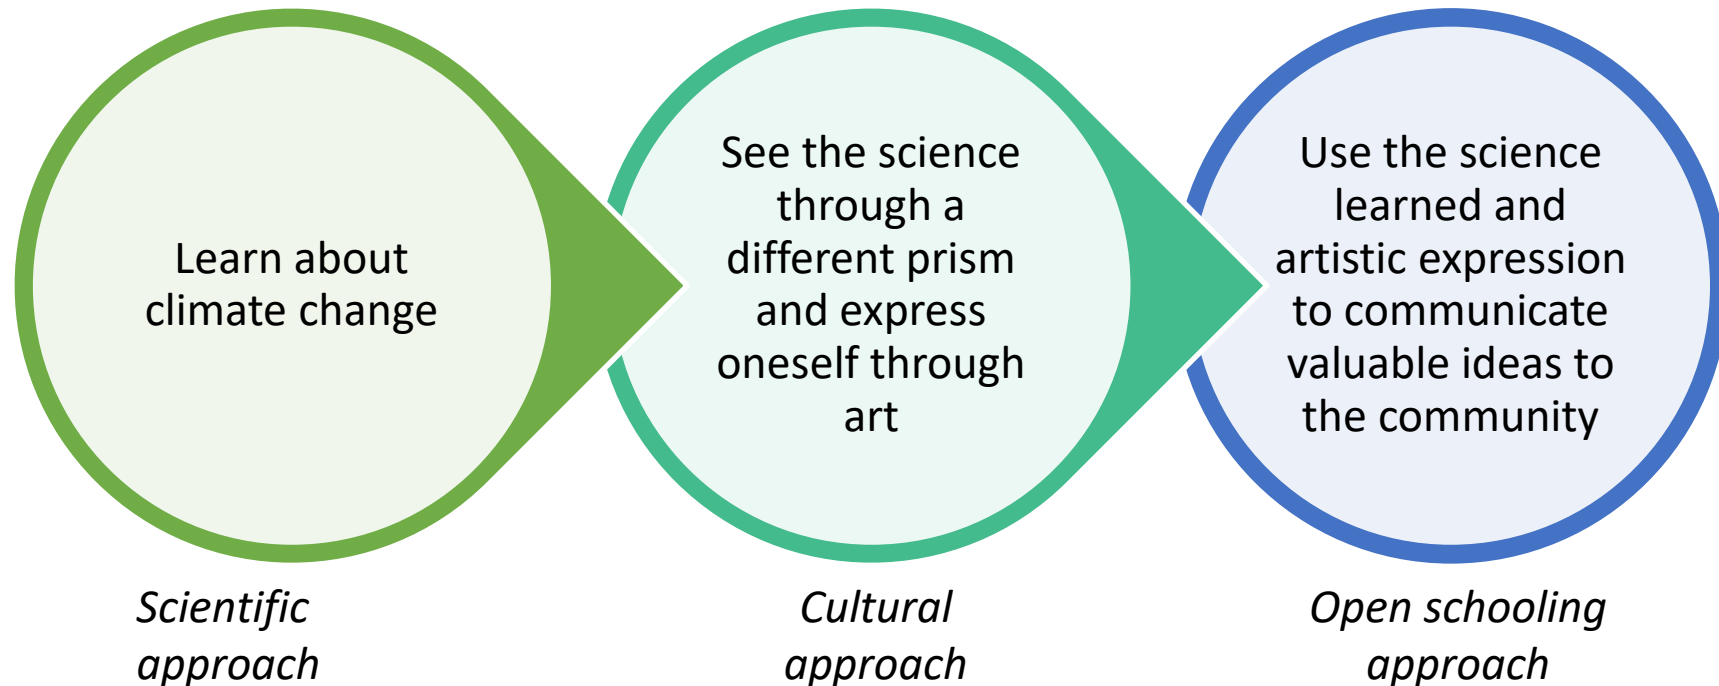 Learn about
climate change
See the science
through a
different prism
and express
oneself through
art
Use the science
learned and
artistic expression
to communicate
valuable ideas to
the community
Scientific
approach
Cultural
approach
Open schooling
approach